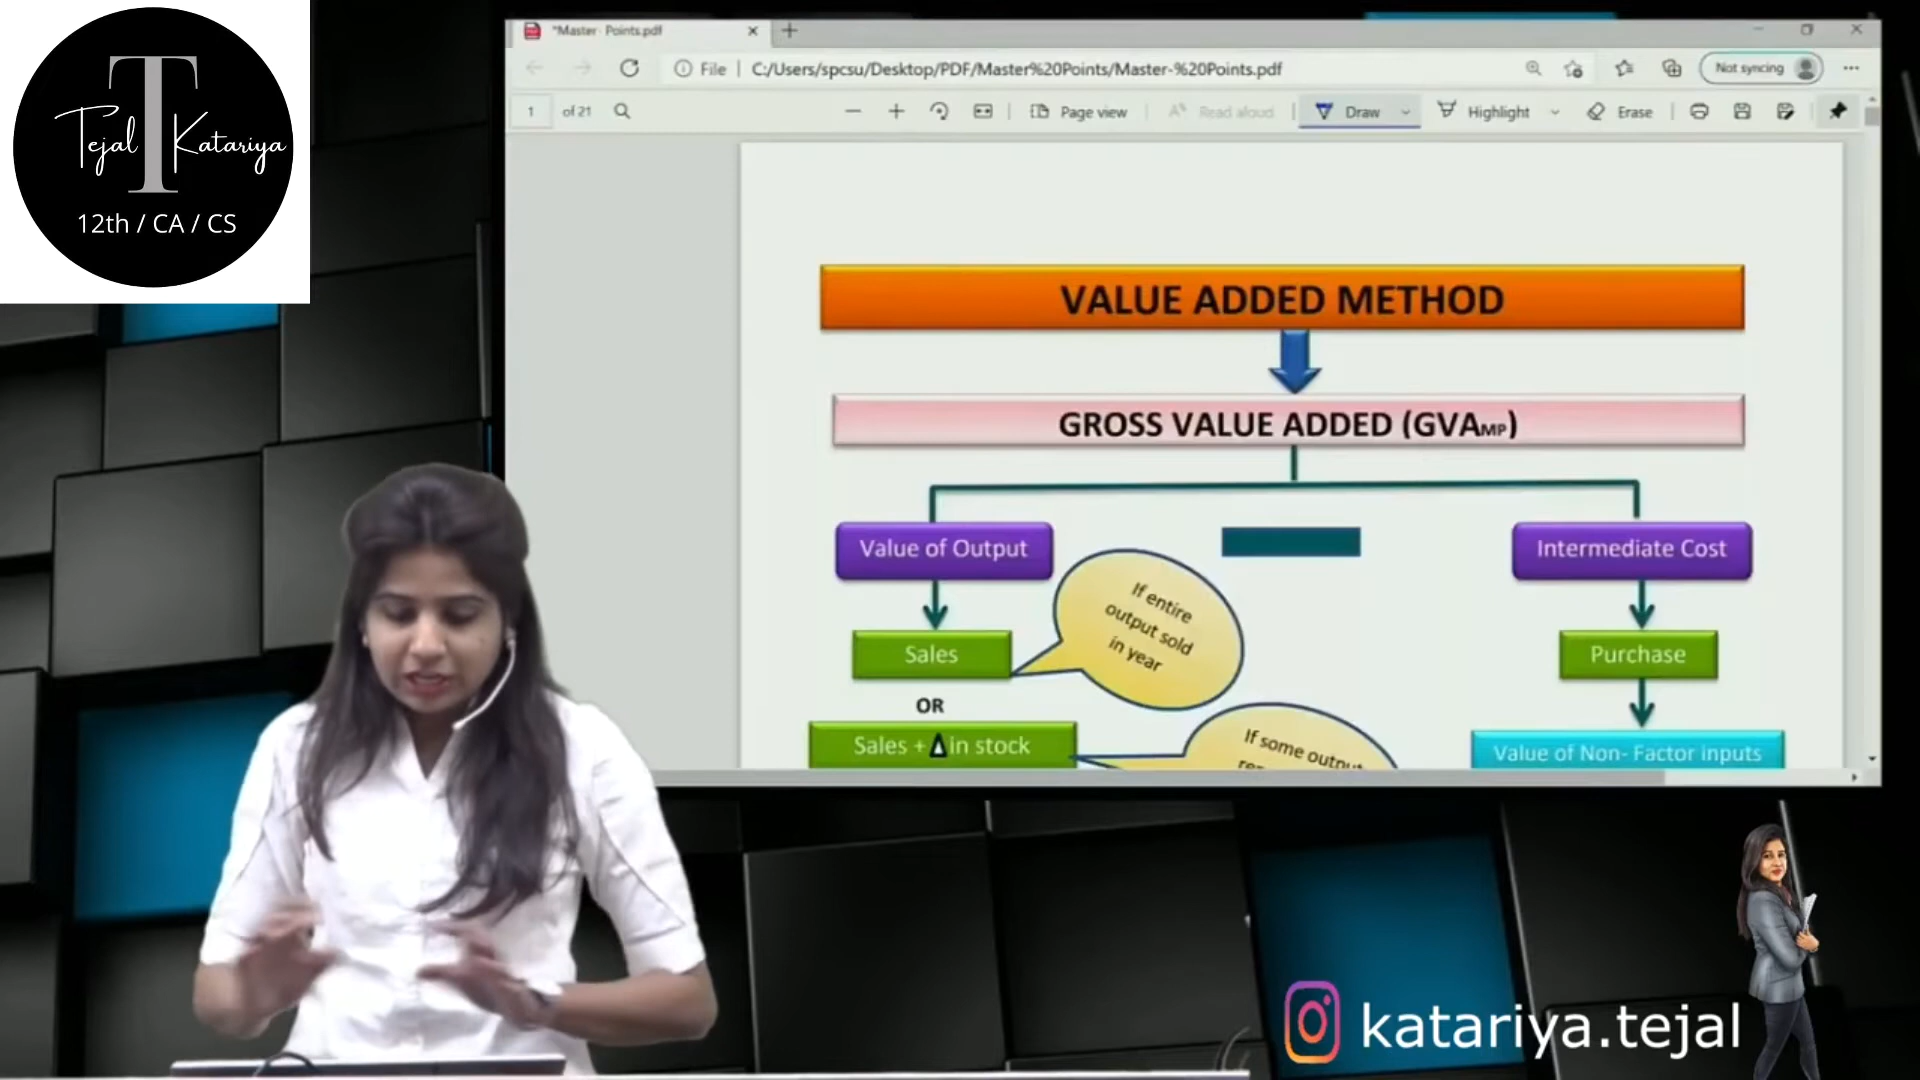 T
Tejal Katariya
12th / CA / CS
*Master- Points.pdf
File | C:/Users/spcsu/Desktop/PDF/Master%20Points/Master-%20Points.pdf
Not syncing
1 of 21
Page view
Read aloud
Draw
Highlight
Erase
VALUE ADDED METHOD
GROSS VALUE ADDED (GVAMP)
Value of Output
Intermediate Cost
If entire
output sold
in year
Sales
Purchase
OR
Sales + Δ in stock
If some output
Value of Non- Factor inputs
katariya.tejal